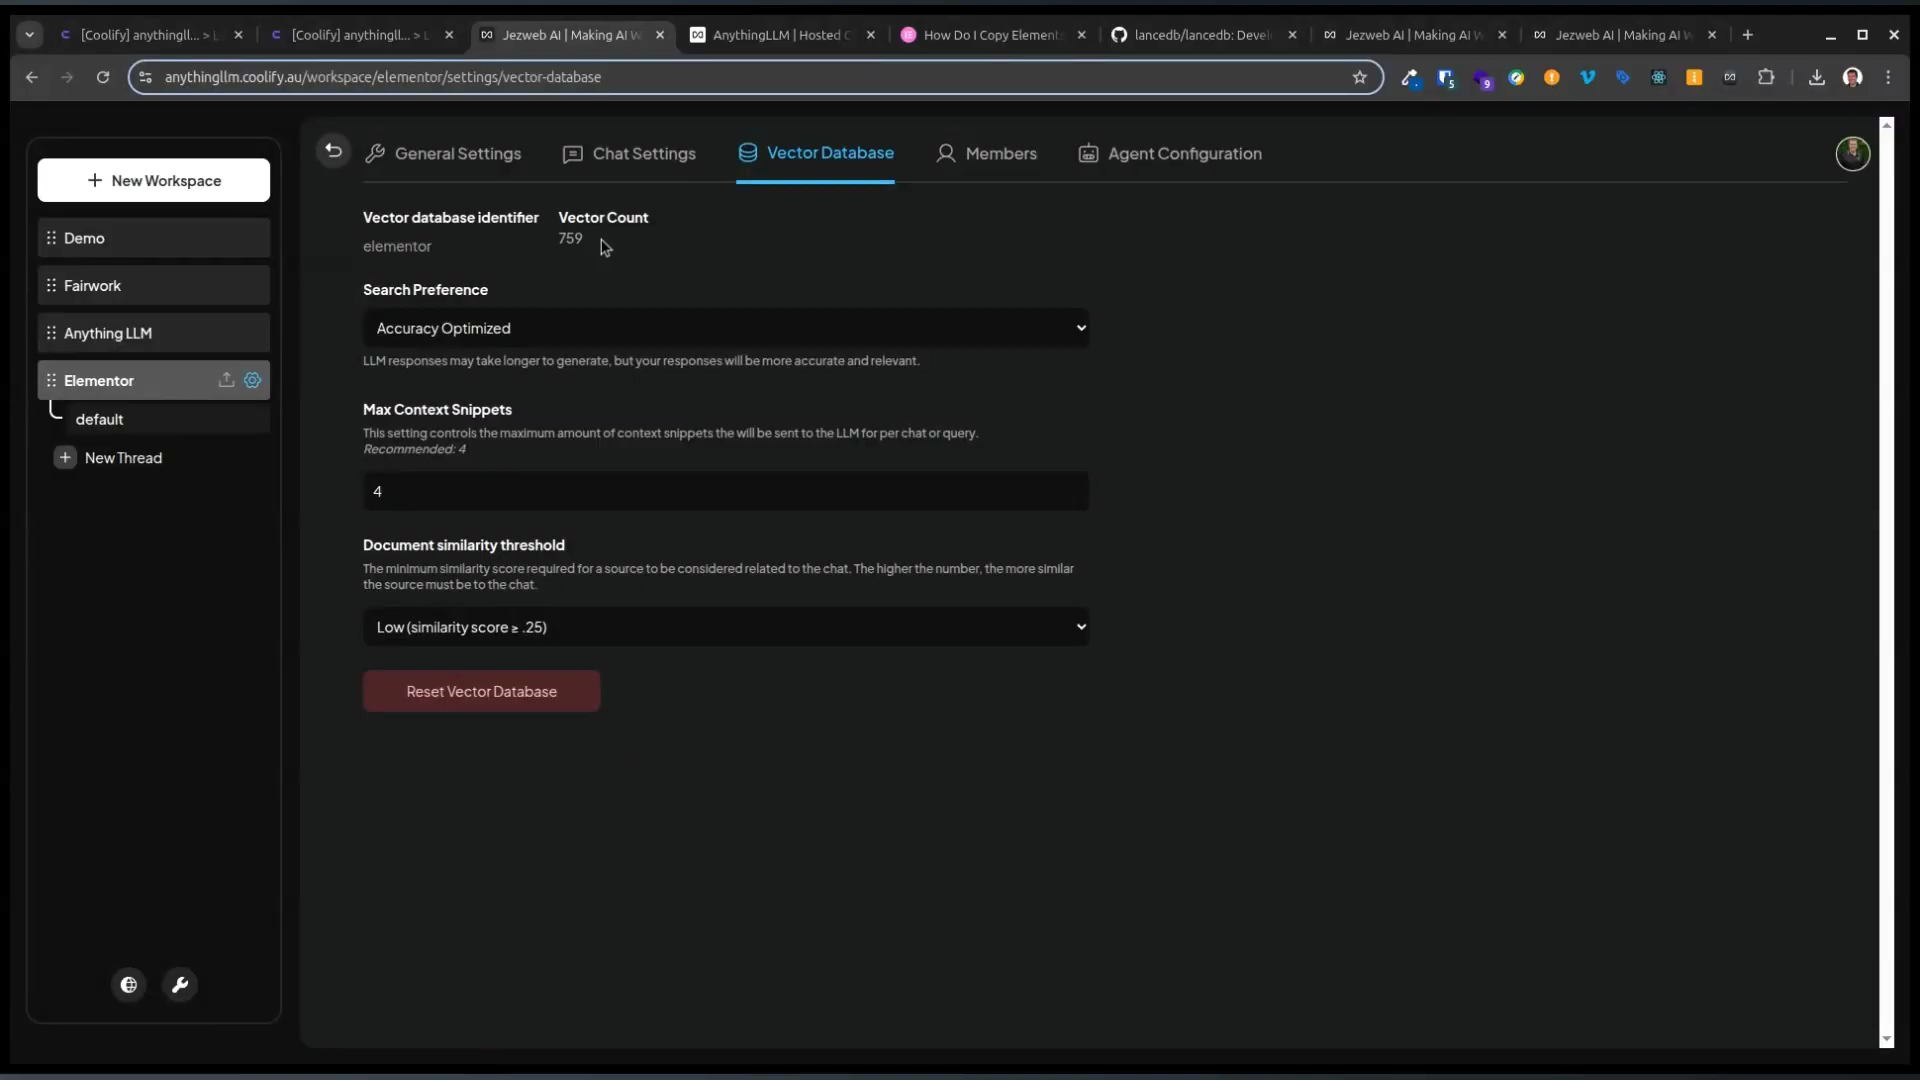 [Coolify] anythingll... > L
[Coolify] anythingll... > L
Jezweb AI | Making AI W
AnythingLLM | Hosted C
How Do I Copy Element
lancedb/lancedb: Devel
Jezweb AI | Making AI W
Jezweb AI | Making AI W
anythingllm.coolify.au/workspace/elementor/settings/vector-database
5
9
New Workspace
Demo
Fairwork
Anything LLM
Elementor
default
New Thread
General Settings
Chat Settings
Vector Database
Members
Agent Configuration
Vector database identifier
elementor
Vector Count
759
Search Preference
Accuracy Optimized
LLM responses may take longer to generate, but your responses will be more accurate and relevant.
Max Context Snippets
This setting controls the maximum amount of context snippets the will be sent to the LLM for per chat or query.
Recommended: 4
4
Document similarity threshold
The minimum similarity score required for a source to be considered related to the chat. The higher the number, the more similar
the source must be to the chat.
Low (similarity score ≥ .25)
Reset Vector Database